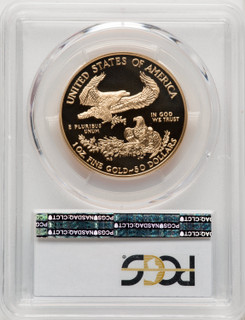 UNITED STATES OF AMERICA
E PLURIBUS
UNUM
IN GOD
WE TRUST
1 OZ. FINE GOLD~50 DOLLARS
PCGS